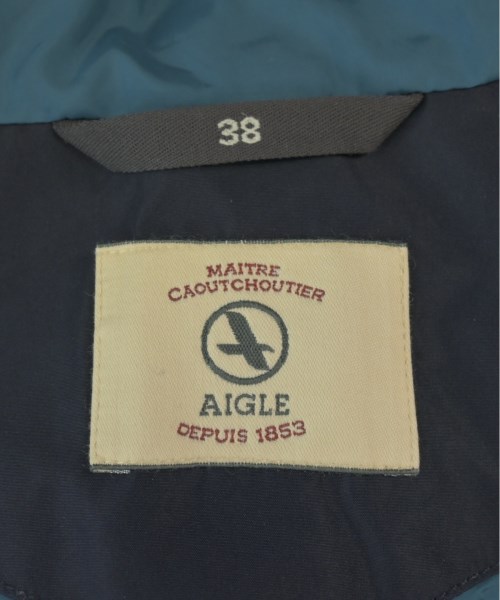 38
MAITRE
CAOUTCHOUTIER
AIGLE
DEPUIS 1853